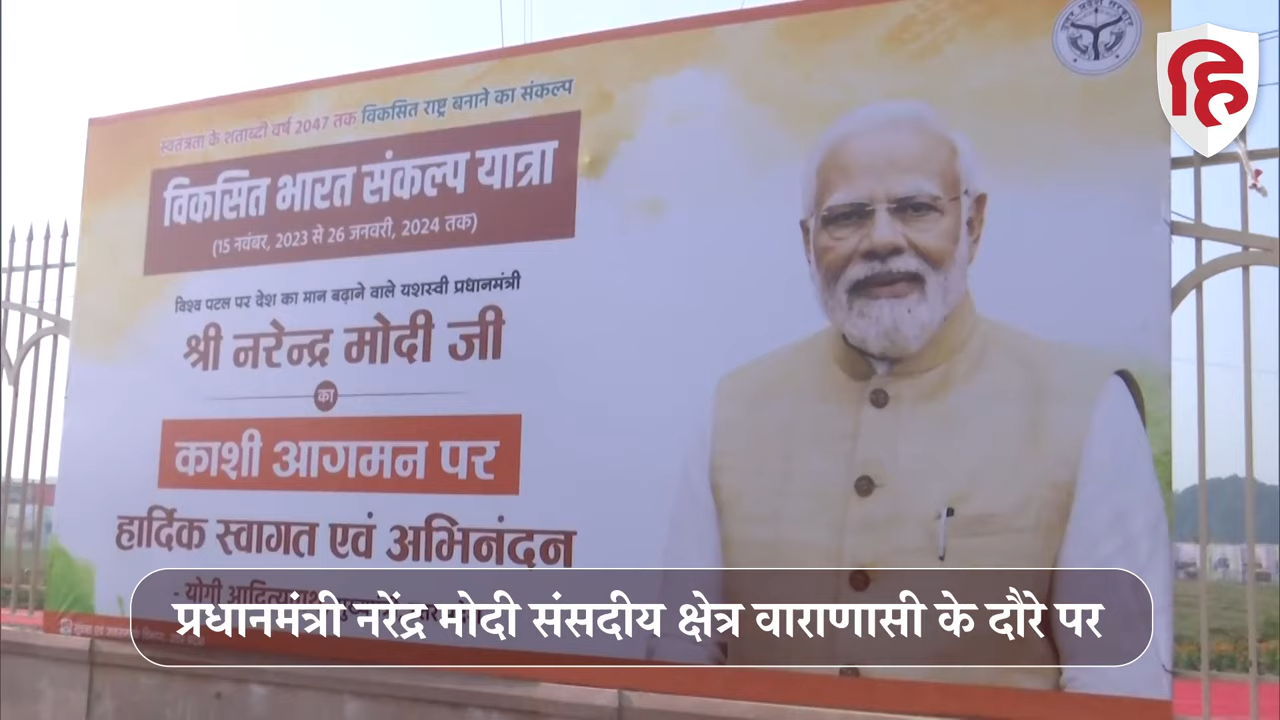 स्वतंत्रता के शताब्दी वर्ष 2047 तक विकसित राष्ट्र बनाने का संकल्प
विकसित भारत संकल्प यात्रा
(15 नवंबर, 2023 से 26 जनवरी, 2024 तक)
विश्व पटल पर देश का मान बढ़ाने वाले यशस्वी प्रधानमंत्री
श्री नरेन्द्र मोदी जी
का
काशी आगमन पर
हार्दिक स्वागत एवं अभिनंदन
- योगी
प्रधानमंत्री नरेंद्र मोदी संसदीय क्षेत्र वाराणसी के दौरे पर
हि